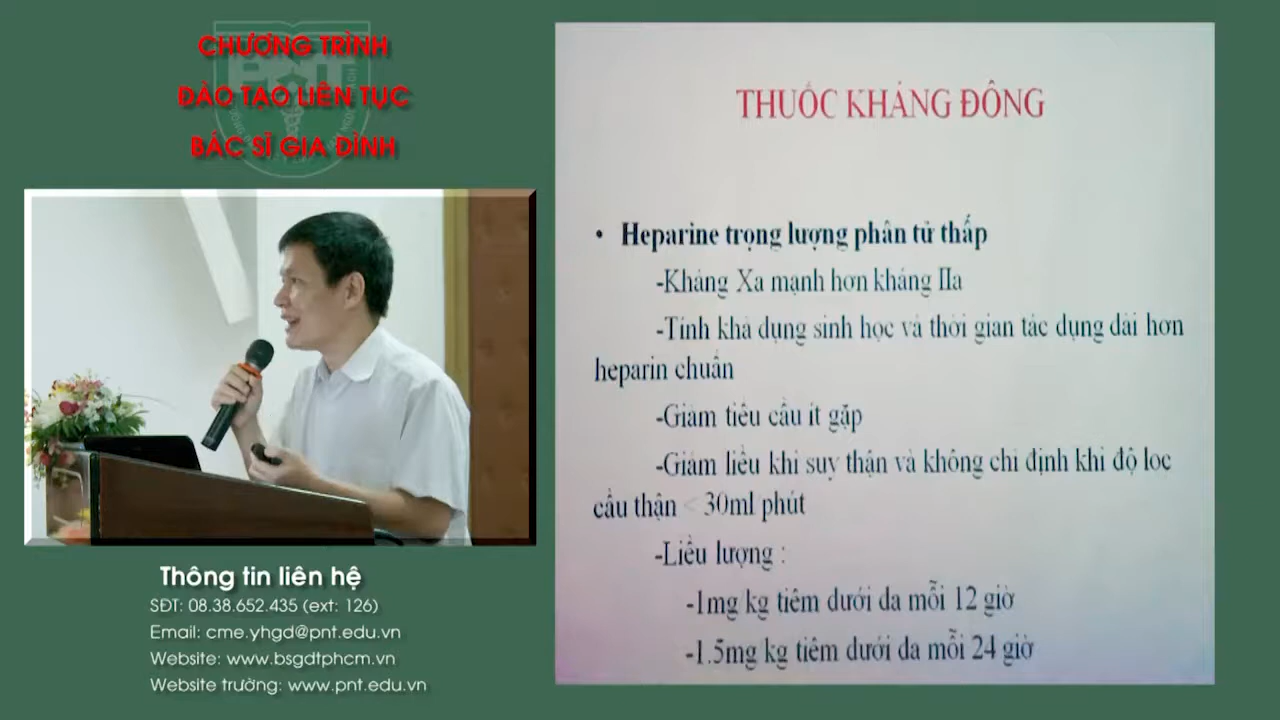 CHƯƠNG TRÌNH
ĐÀO TẠO LIÊN TỤC
BÁC SĨ GIA ĐÌNH
PNT
THUỐC KHÁNG ĐÔNG
• Heparine trọng lượng phân tử thấp
-Kháng Xa mạnh hơn kháng IIa
-Tính khả dụng sinh học và thời gian tác dụng dài hơn
heparin chuẩn
-Giảm tiểu cầu ít gặp
-Giảm liều khi suy thận và không chỉ định khi độ lọc
cầu thận < 30ml phút
-Liều lượng :
-1mg kg tiêm dưới da mỗi 12 giờ
-1.5mg kg tiêm dưới da mỗi 24 giờ
Thông tin liên hệ
SĐT: 08.38.652.435 (ext: 126)
Email: cme.yhgd@pnt.edu.vn
Website: www.bsgdtphcm.vn
Website trường: www.pnt.edu.vn